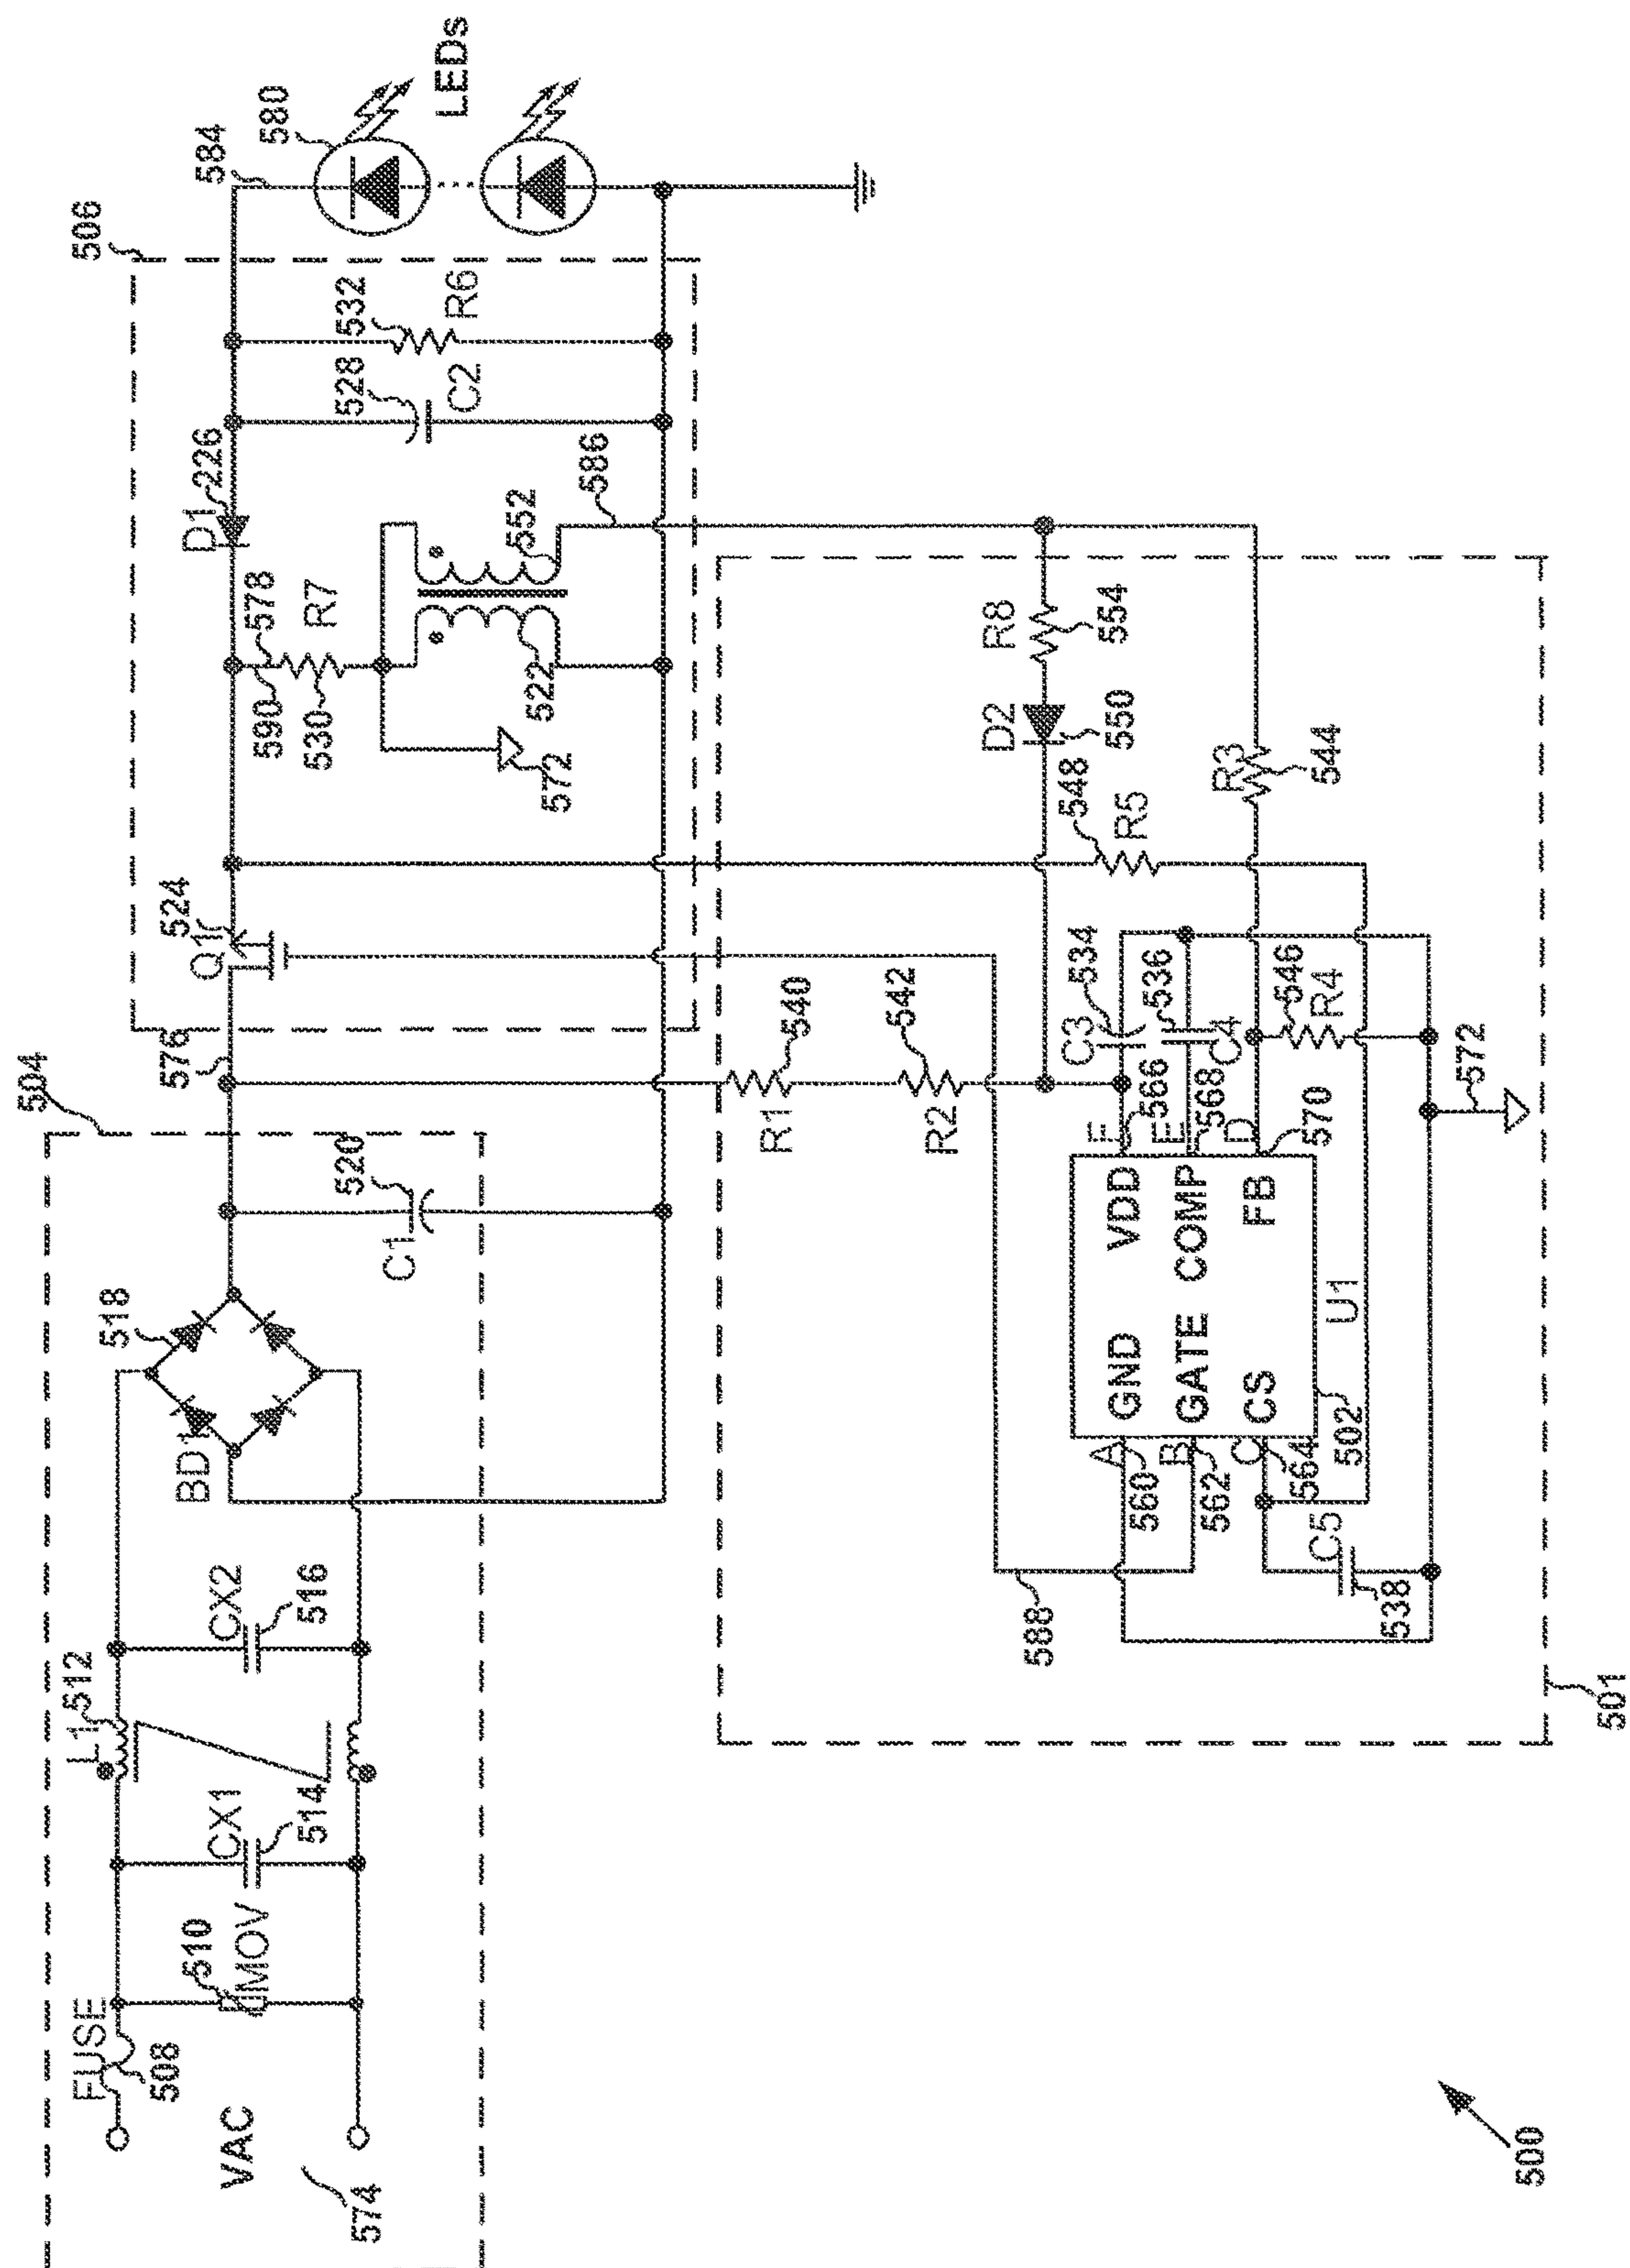 504
FUSE
508
VAC
574
510
MOV
CX1
514
L1
512
CX2
516
BD1
518
C1
520
576
506
Q1
524
590
578
530
R7
572
522
552
D1
226
528
C2
532
R6
586
584
580
LEDs
R1
540
R2
542
588
548
R5
D2
550
R8
554
R3
544
C3
534
536
C4
546
R4
566
568
570
F
E
D
A
B
C
GND
VDD
GATE
COMP
CS
FB
U1
560
562
564
502
C5
538
572
501
500